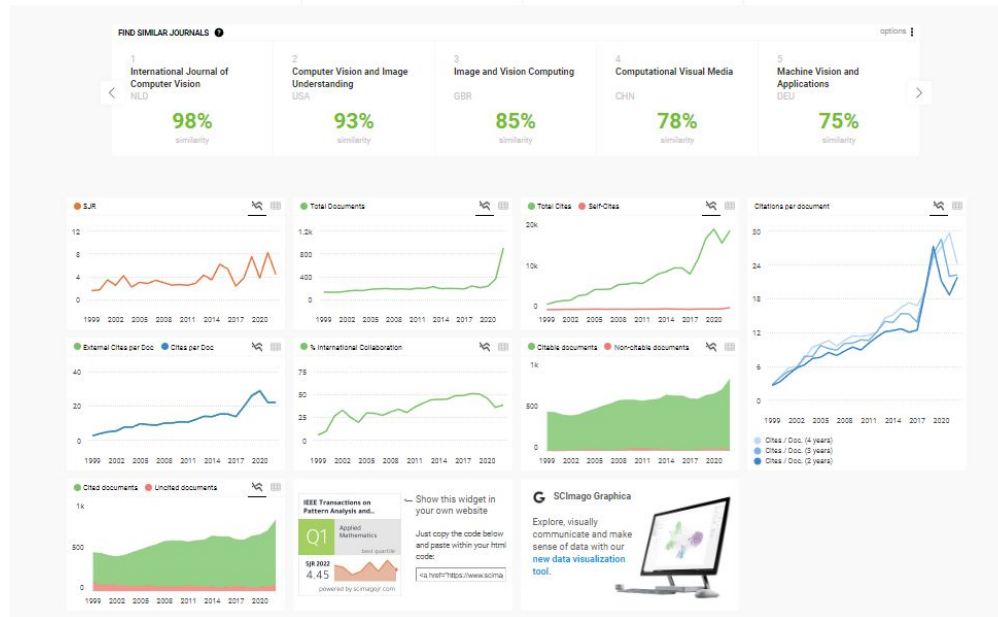 FIND SIMILAR JOURNALS ?
options
1
International Journal of
Computer Vision
NLD
98%
similarity
2
Computer Vision and Image
Understanding
USA
93%
similarity
3
Image and Vision Computing
GBR
85%
similarity
4
Computational Visual Media
CHN
78%
similarity
5
Machine Vision and
Applications
DEU
75%
similarity
SJR
12
8
4
0
1999 2002 2005 2008 2011 2014 2017 2020
Total Documents
1.2k
800
400
0
1999 2002 2005 2008 2011 2014 2017 2020
Total Cites Self-Cites
20k
10k
0
1999 2002 2005 2008 2011 2014 2017 2020
Citations per document
30
24
18
12
6
0
1999 2002 2005 2008 2011 2014 2017 2020
Cites / Doc. (4 years)
Cites / Doc. (3 years)
Cites / Doc. (2 years)
External Cites per Doc Cites per Doc
40
20
0
1999 2002 2005 2008 2011 2014 2017 2020
% International Collaboration
75
50
25
0
1999 2002 2005 2008 2011 2014 2017 2020
Citable documents Non-citable documents
1k
500
0
1999 2002 2005 2008 2011 2014 2017 2020
Cited documents Uncited documents
1k
500
0
1999 2002 2005 2008 2011 2014 2017 2020
IEEE Transactions on
Pattern Analysis and...
Q1
Applied
Mathematics
best quartile
SJR 2022
4.45
powered by scimagojr.com
Show this widget in
your own website
Just copy the code below
and paste within your html
code:
<a href="https://www.scima
G SCImago Graphica
Explore, visually
communicate and make
sense of data with our
new data visualization
tool.